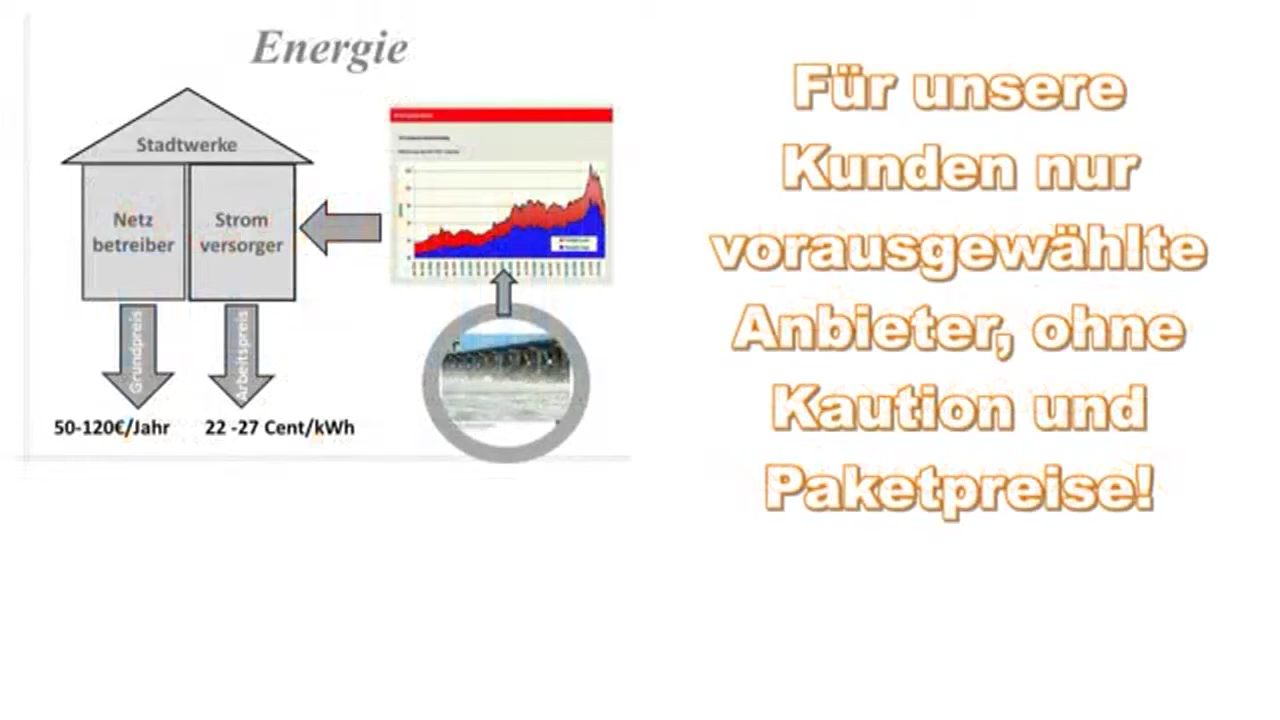 Energie
Stadtwerke
Netz
betreiber
Strom
versorger
Grundpreis
Arbeitspreis
50-120€/Jahr
22 -27 Cent/kWh
Für unsere
Kunden nur
vorausgewählte
Anbieter, ohne
Kaution und
Paketpreise!